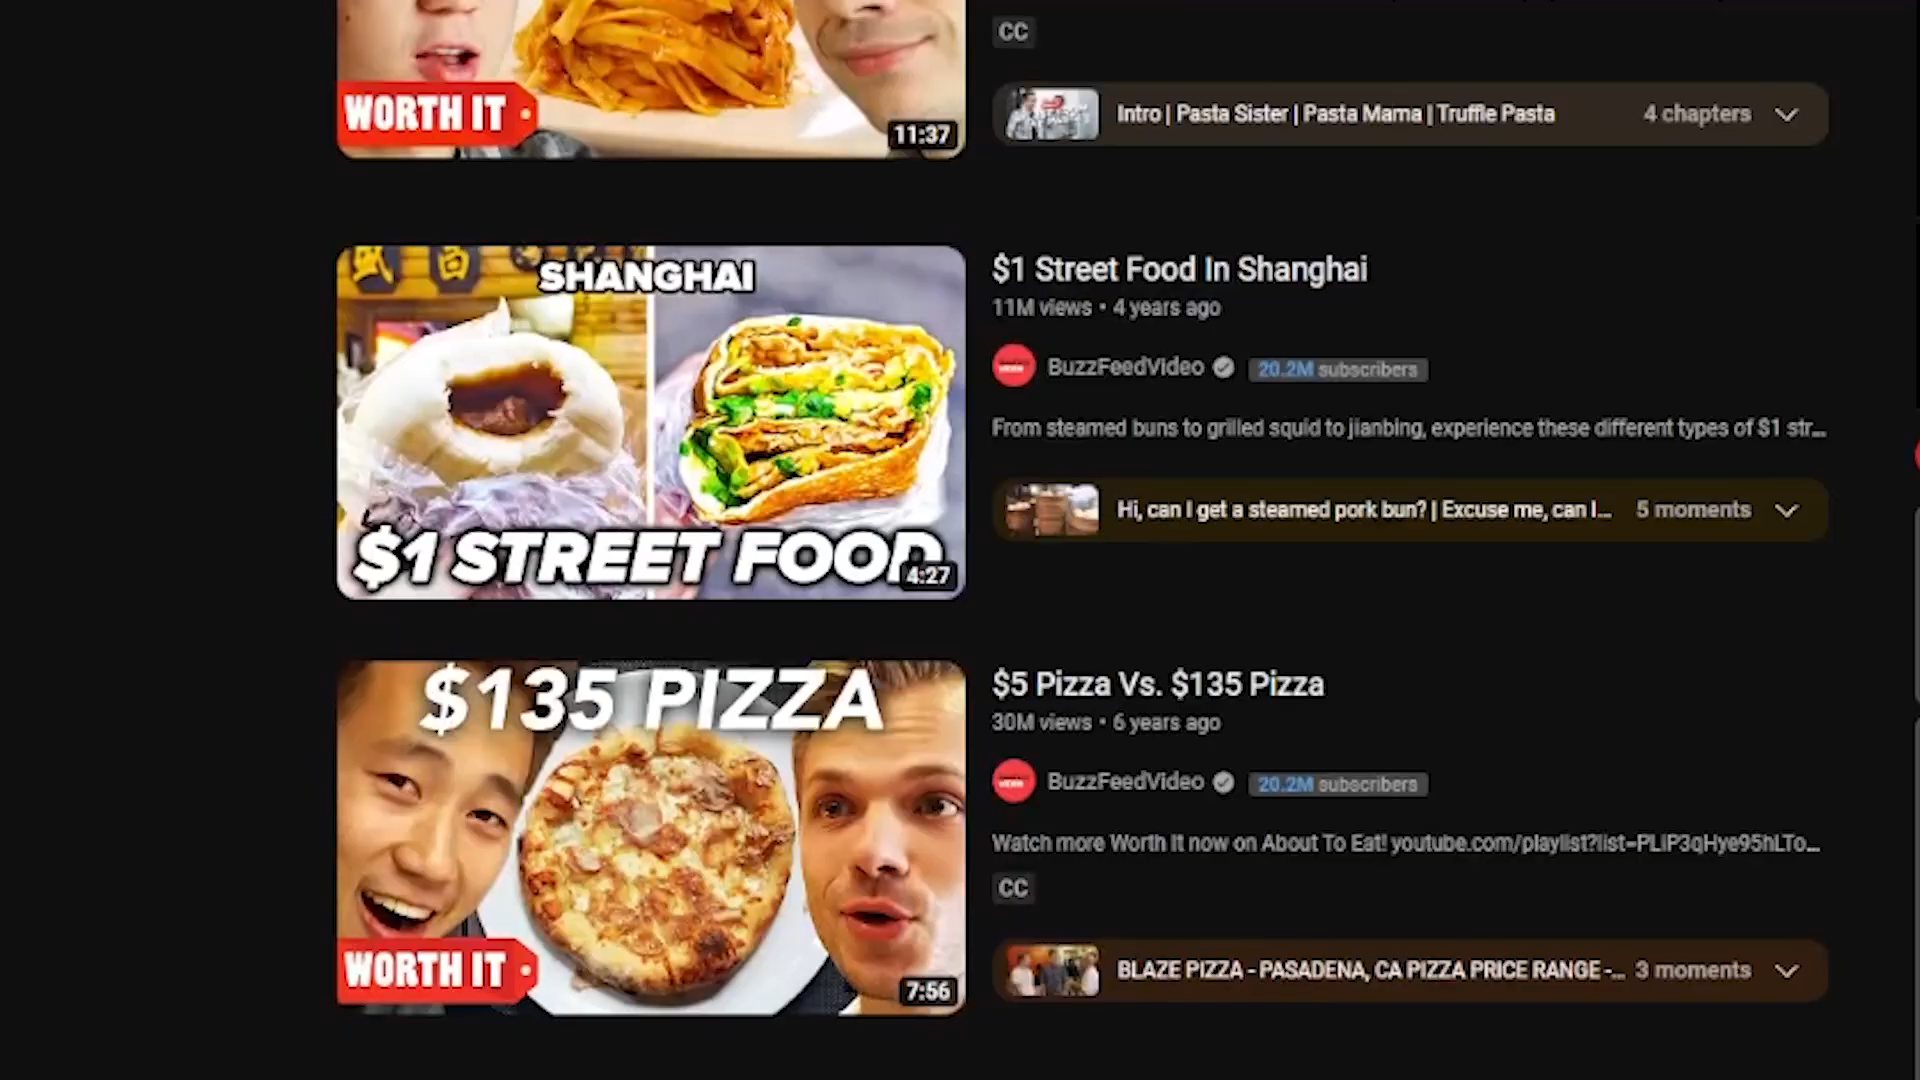 CC
WORTH IT
11:37
Intro | Pasta Sister | Pasta Mama | Truffle Pasta
4 chapters
SHANGHAI
$1 STREET FOOD
4:27
$1 Street Food In Shanghai
11M views • 4 years ago
BuzzFeedVideo
20.2M subscribers
From steamed buns to grilled squid to jianbing, experience these different types of $1 str...
Hi, can I get a steamed pork bun? | Excuse me, can I...
5 moments
$135 PIZZA
WORTH IT
7:56
$5 Pizza Vs. $135 Pizza
30M views • 6 years ago
BuzzFeedVideo
20.2M subscribers
Watch more Worth It now on About To Eat! youtube.com/playlist?list=PLIP3qHye95hLTo...
CC
BLAZE PIZZA - PASADENA, CA PIZZA PRICE RANGE -...
3 moments